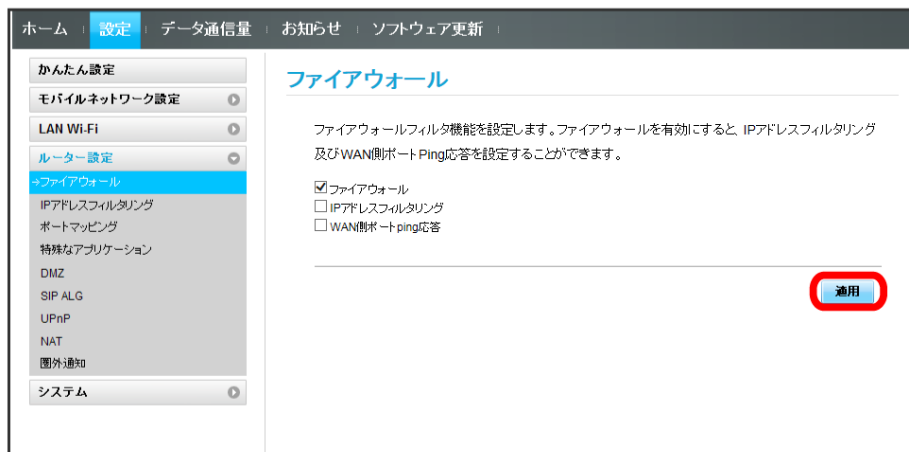 ホーム 設定 データ通信量 お知らせ ソフトウェア更新
かんたん設定
モバイルネットワーク設定
LAN Wi-Fi
ルーター設定
→ファイアウォール
IPアドレスフィルタリング
ポートマッピング
特殊なアプリケーション
DMZ
SIP ALG
UPnP
NAT
圏外通知
システム
ファイアウォール
ファイアウォールフィルタ機能を設定します。ファイアウォールを有効にすると、IPアドレスフィルタリング
及びWAN側ポートPing応答を設定することができます。
ファイアウォール
IPアドレスフィルタリング
WAN側ポートping応答
適用